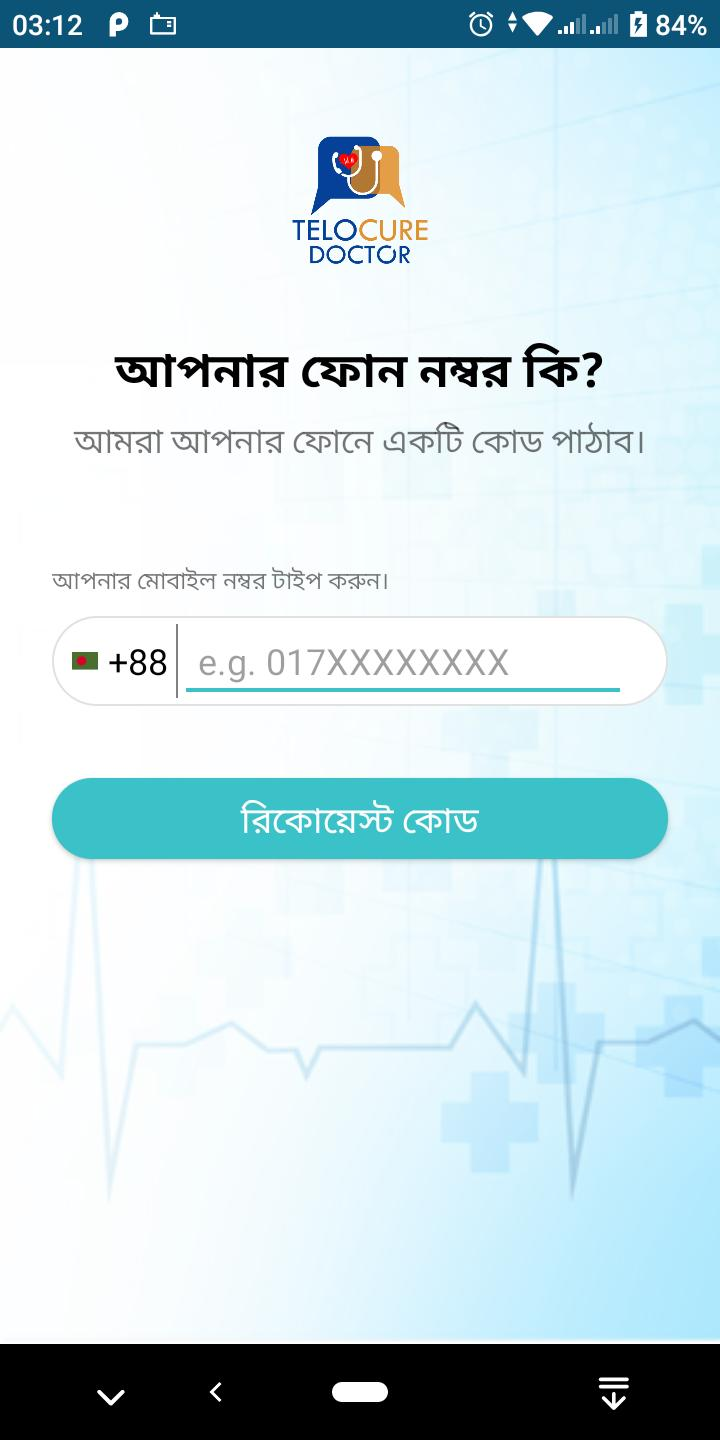 03:12
84%
TELOCURE
DOCTOR
আপনার ফোন নম্বর কি?
আমরা আপনার ফোনে একটি কোড পাঠাব।
আপনার মোবাইল নম্বর টাইপ করুন।
+88 e.g. 017XXXXXXXX
রিকোয়েস্ট কোড